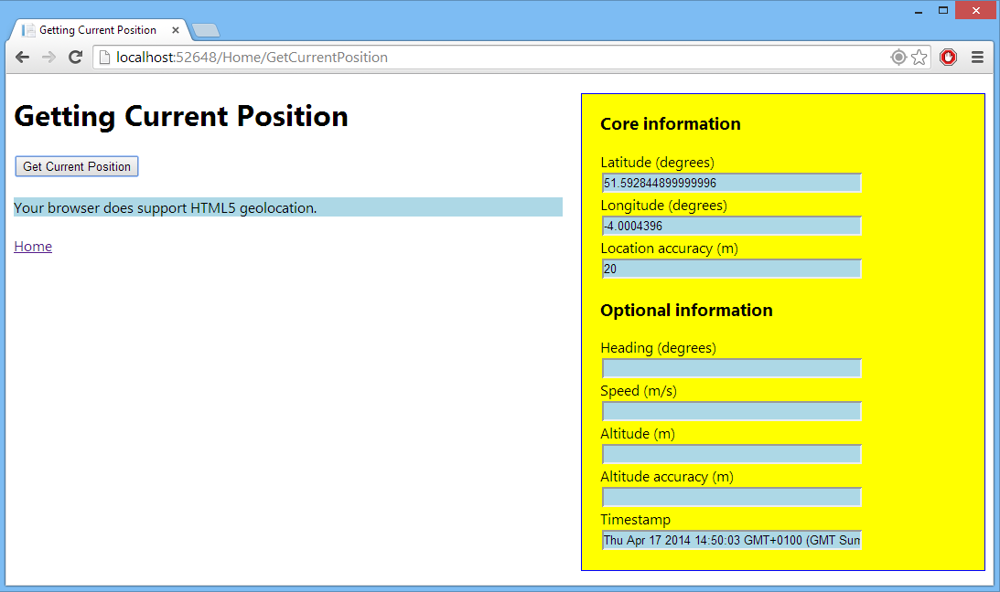 Getting Current Position
localhost:52648/Home/GetCurrentPosition
Getting Current Position
Get Current Position
Your browser does support HTML5 geolocation.
Home
Core information
Latitude (degrees)
51.592844899999996
Longitude (degrees)
-4.0004396
Location accuracy (m)
20
Optional information
Heading (degrees)
Speed (m/s)
Altitude (m)
Altitude accuracy (m)
Timestamp
Thu Apr 17 2014 14:50:03 GMT+0100 (GMT Sum